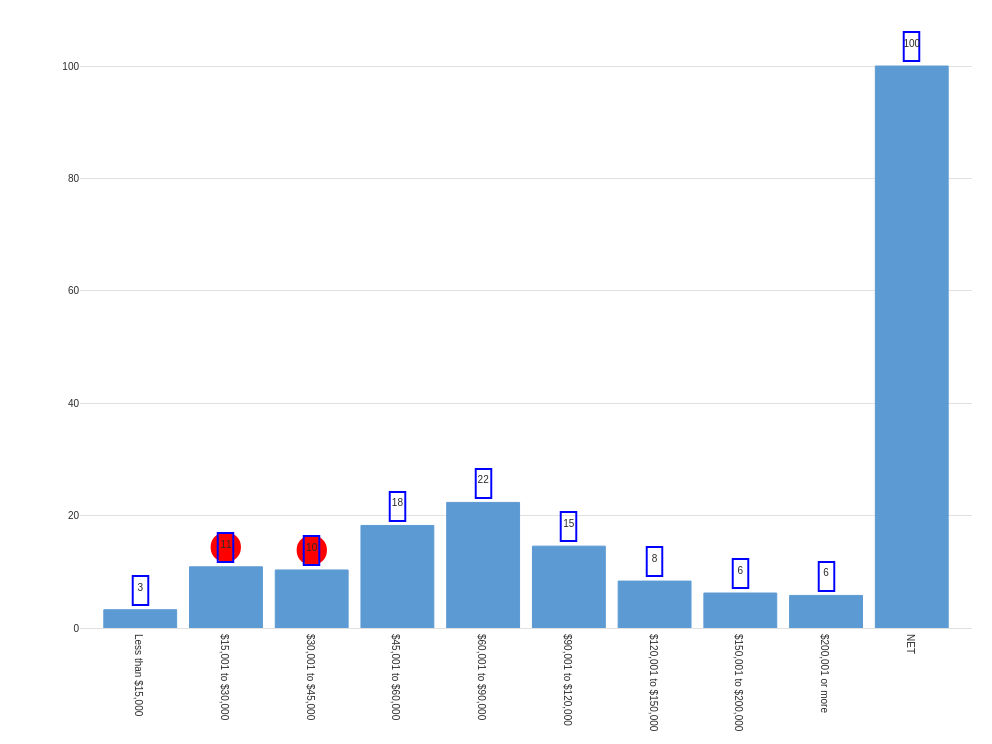 100
80
60
40
20
0
3
11
10
18
22
15
8
6
6
100
Less than $15,000
$15,001 to $30,000
$30,001 to $45,000
$45,001 to $60,000
$60,001 to $90,000
$90,001 to $120,000
$120,001 to $150,000
$150,001 to $200,000
$200,001 or more
NET